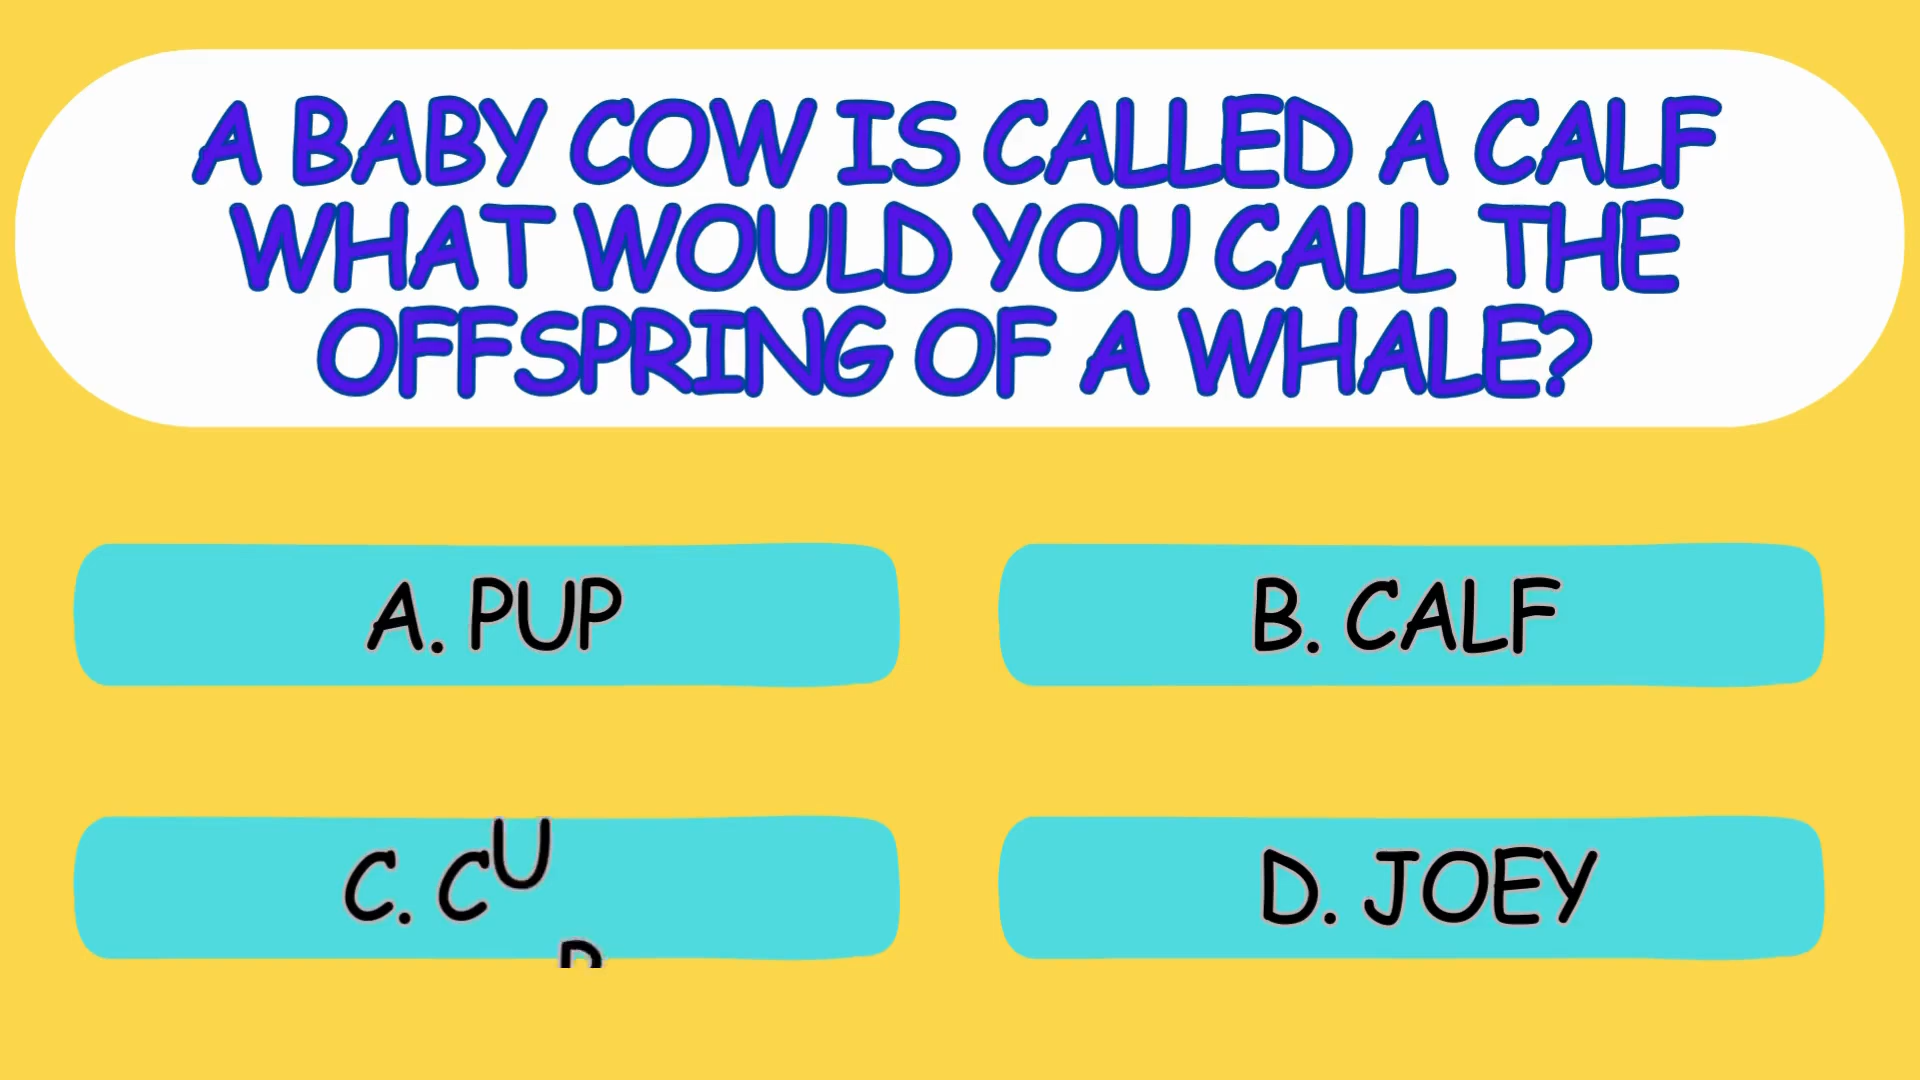 A BABY COW IS CALLED A CALF
WHAT WOULD YOU CALL THE
OFFSPRING OF A WHALE?
A. PUP
B. CALF
C. CU
D. JOEY